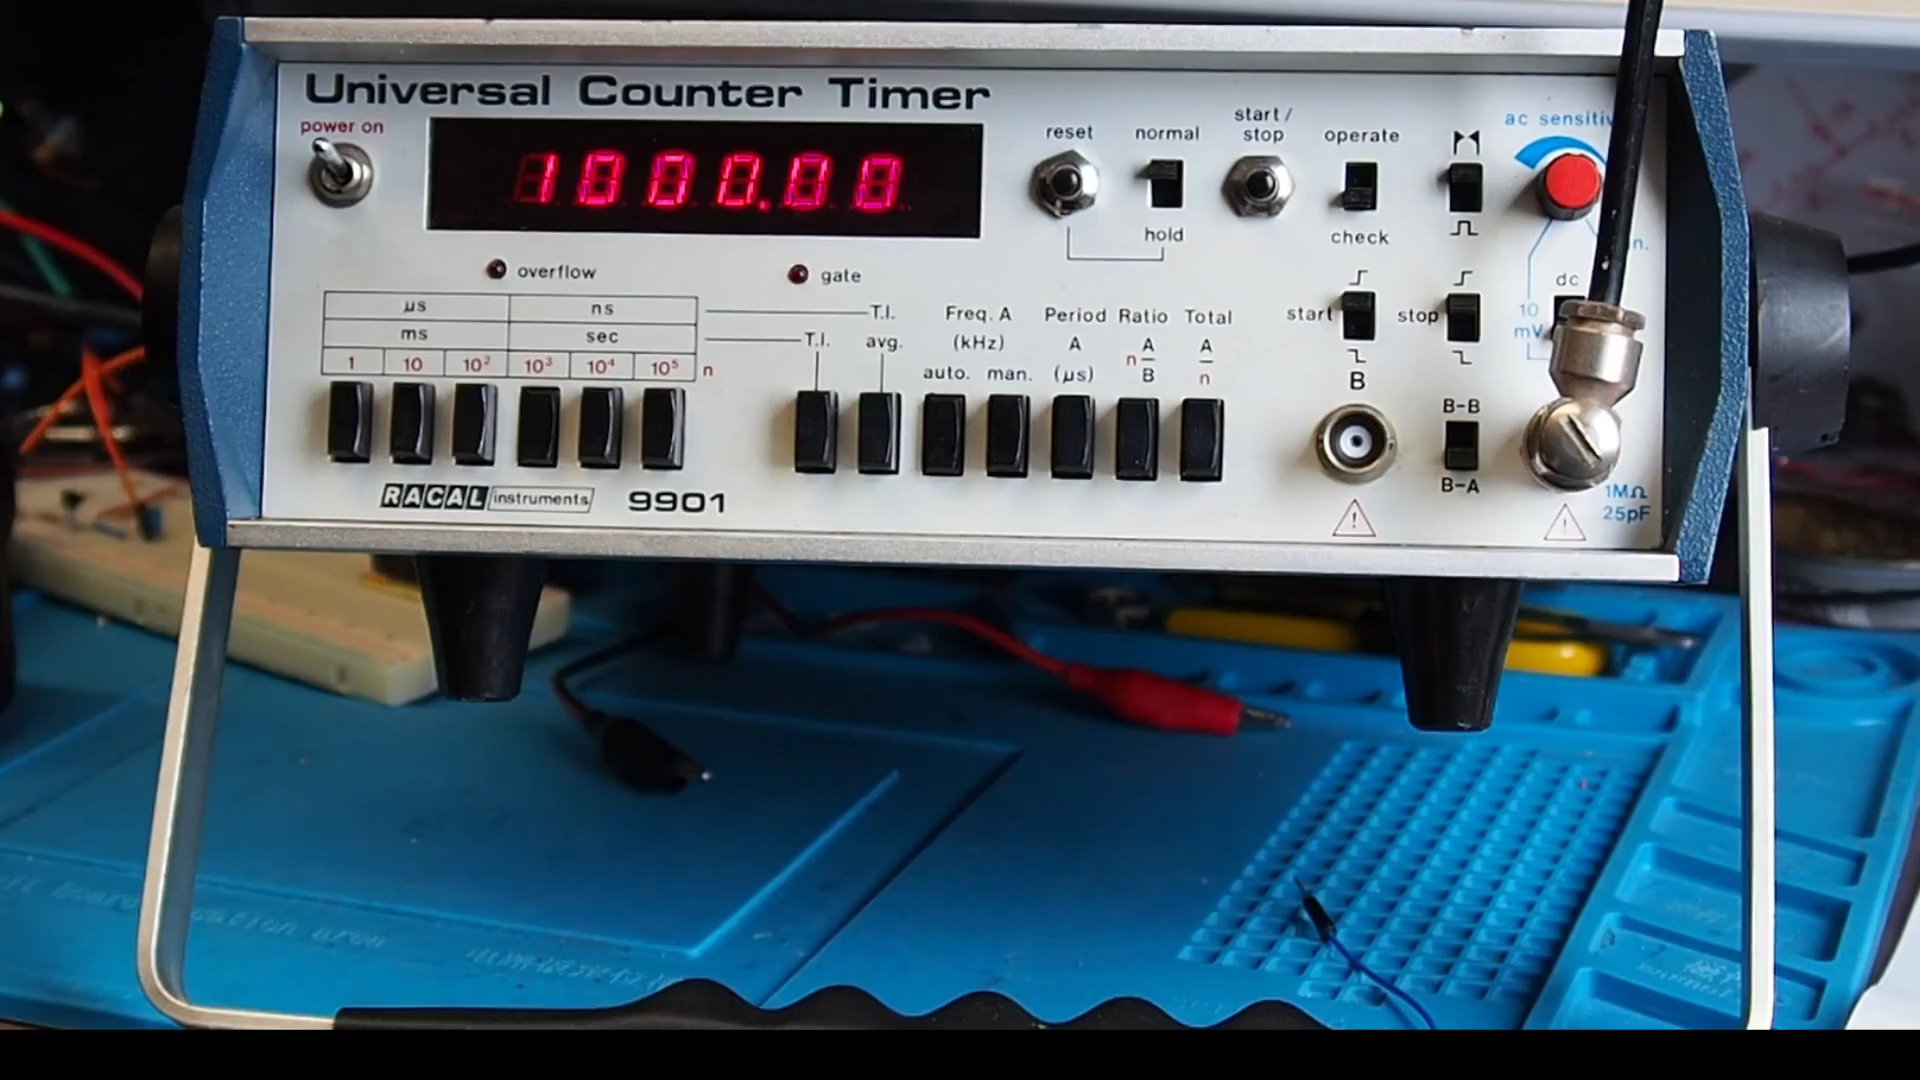 Universal Counter Timer
power on
1000.00
reset
normal
start / stop
operate
ac sensitiv
hold
check
overflow
gate
dc
µs ns
ms sec
1 10 10² 10³ 10⁴ 10⁵ n
T.I.
T.I. avg.
Freq. A (kHz)
auto. man.
Period A (µs)
Ratio n A/B
Total A/n
start
stop
10 mV
n.
B
B-B
B-A
RACAL instruments 9901
1MΩ
25pF